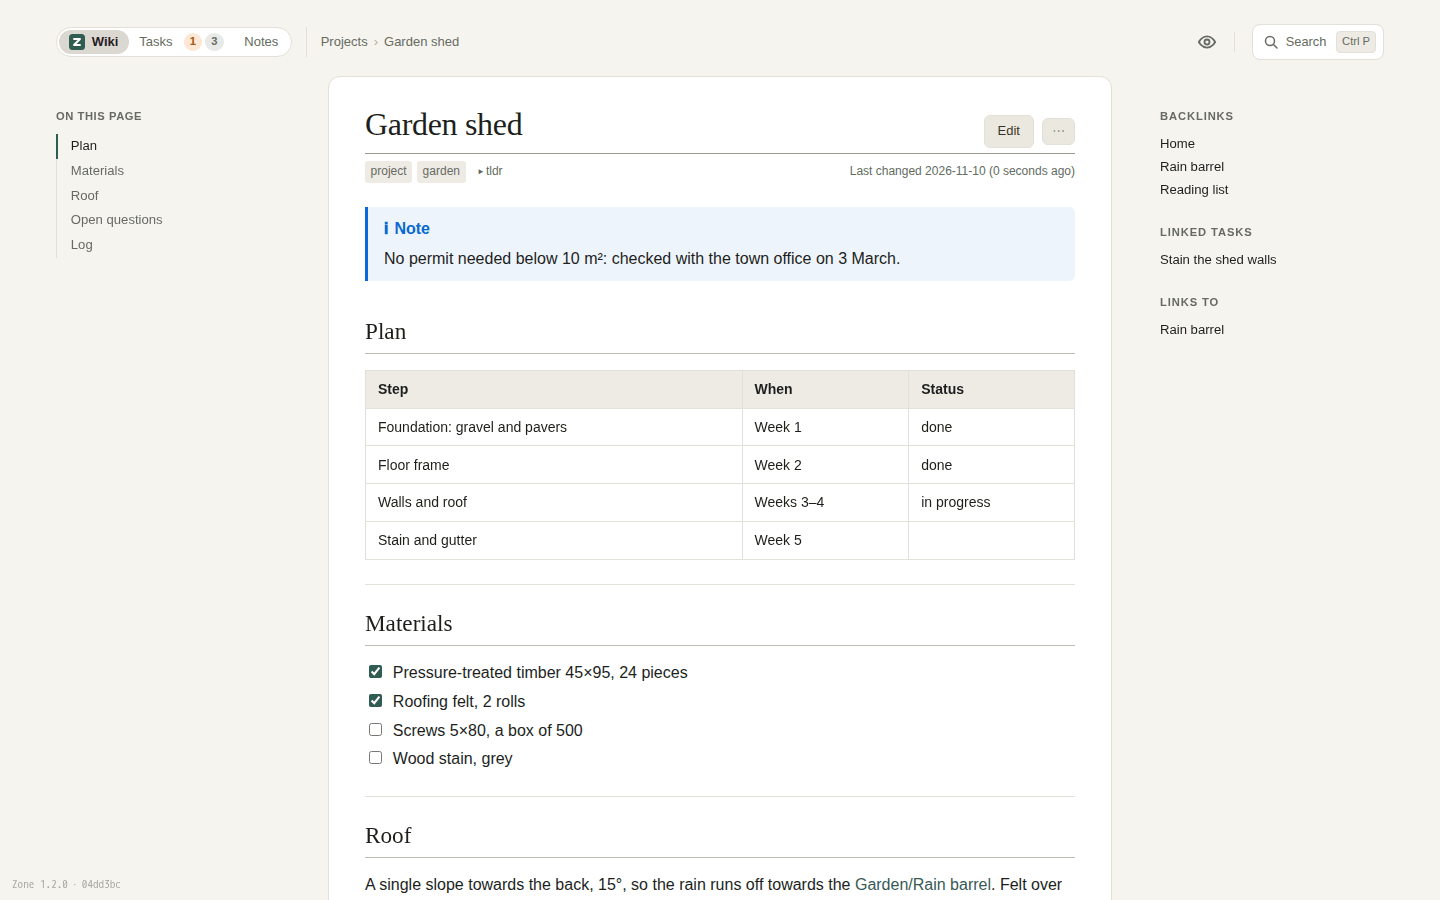 Wiki Tasks 1 3 Notes Projects › Garden shed Search Ctrl P
ON THIS PAGE
Plan
Materials
Roof
Open questions
Log
Garden shed
Edit ···
project garden ▸ tldr Last changed 2026-11-10 (0 seconds ago)
i Note
No permit needed below 10 m²: checked with the town office on 3 March.
Plan
Step When Status
Foundation: gravel and pavers Week 1 done
Floor frame Week 2 done
Walls and roof Weeks 3–4 in progress
Stain and gutter Week 5
Materials
Pressure-treated timber 45×95, 24 pieces
Roofing felt, 2 rolls
Screws 5×80, a box of 500
Wood stain, grey
Roof
A single slope towards the back, 15°, so the rain runs off towards the Garden/Rain barrel. Felt over
BACKLINKS
Home
Rain barrel
Reading list
LINKED TASKS
Stain the shed walls
LINKS TO
Rain barrel
Zone 1.2.0 · 04dd3bc